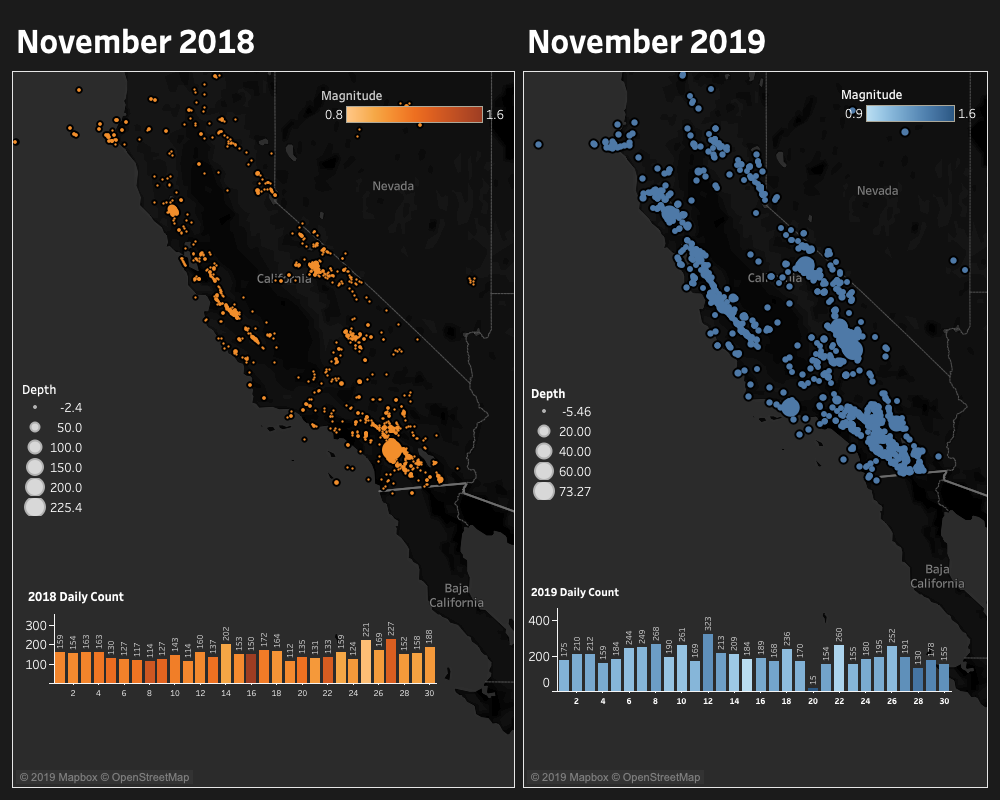 November 2018
Magnitude
0.8 1.6
Nevada
California
Depth
-2.4
50.0
100.0
150.0
200.0
225.4
Baja
California
2018 Daily Count
300
200
100
159 154 163 163 130 127 117 114 127 143 114 160 137 202 153 150 172 164 112 135 131 133 159 124 221 169 227 152 158 188
2 4 6 8 10 12 14 16 18 20 22 24 26 28 30
© 2019 Mapbox © OpenStreetMap
November 2019
Magnitude
0.9 1.6
Nevada
California
Depth
-5.46
20.00
40.00
60.00
73.27
Baja
California
2019 Daily Count
400
200
0
175 210 212 159 184 244 249 268 190 261 169 323 213 209 184 189 168 236 170 15 154 260 155 180 195 252 191 130 178 155
2 4 6 8 10 12 14 16 18 20 22 24 26 28 30
© 2019 Mapbox © OpenStreetMap